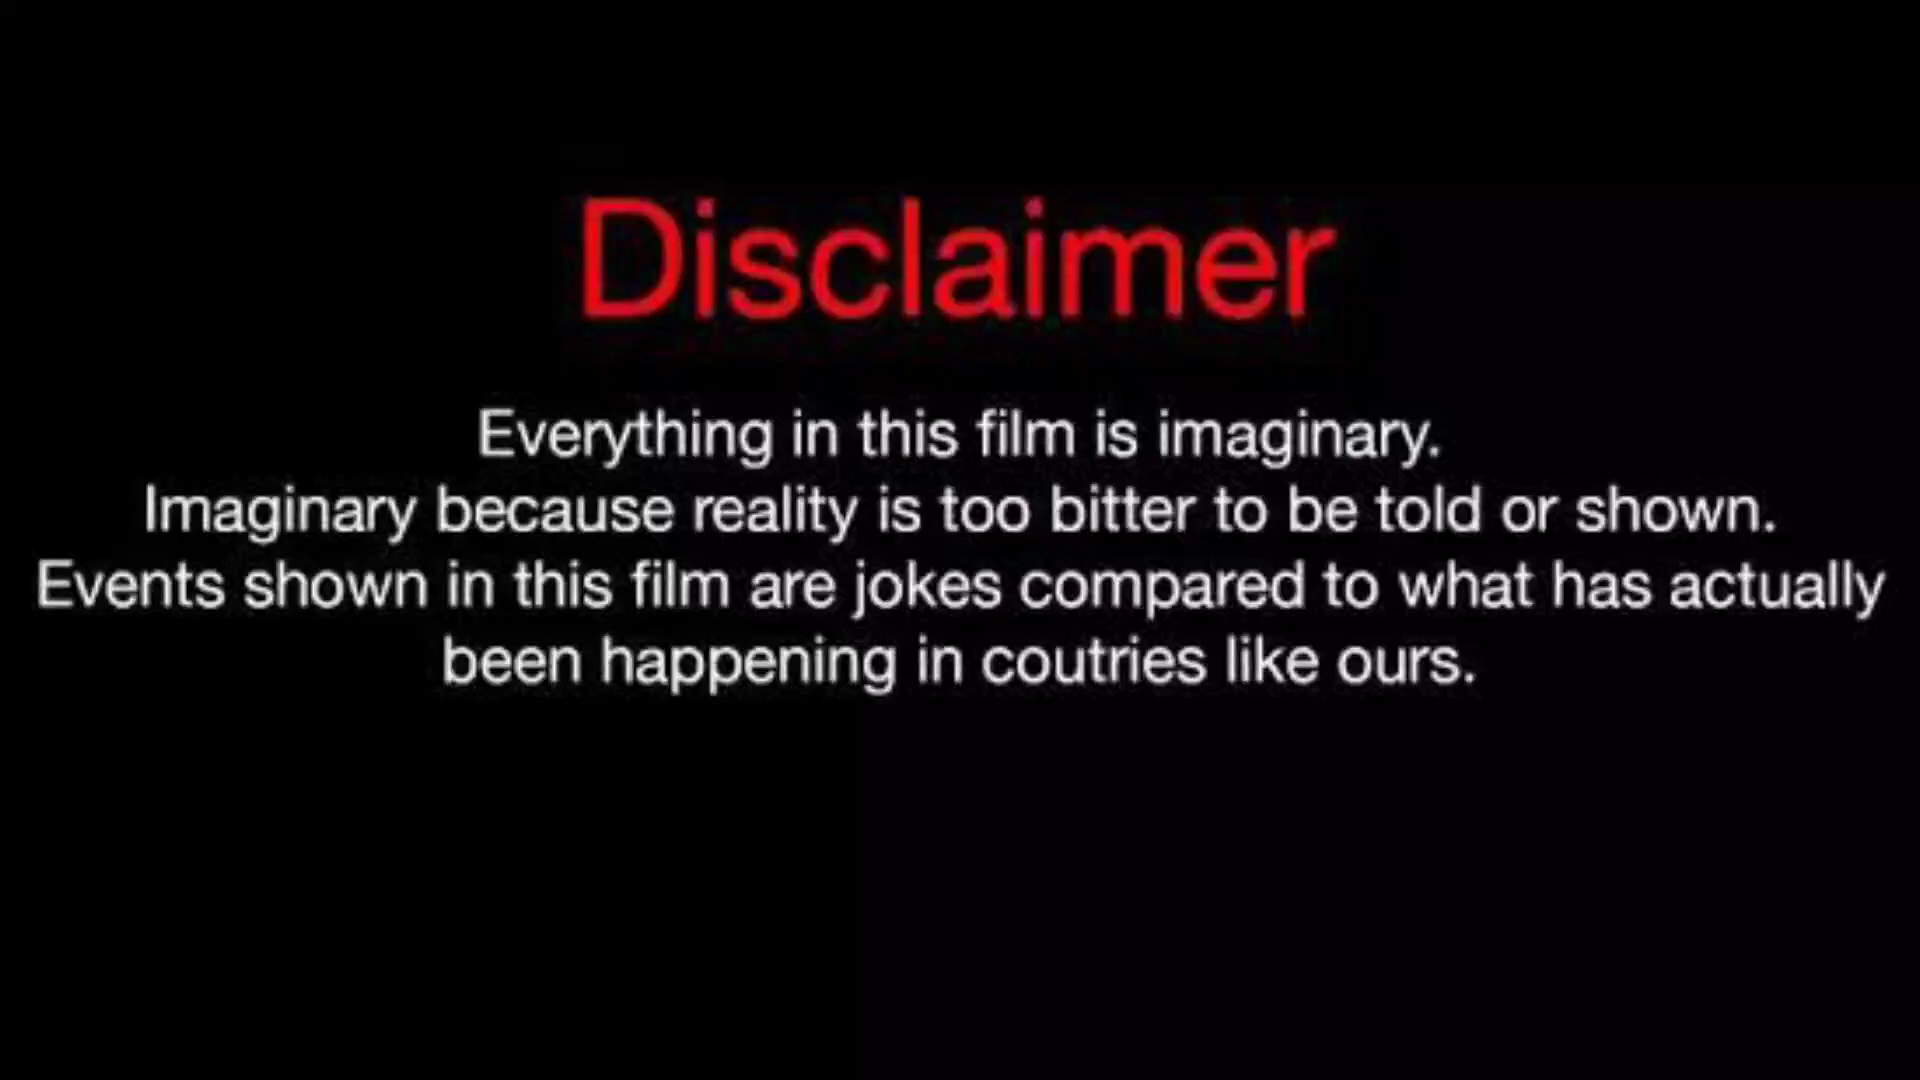 Disclaimer
Everything in this film is imaginary.
Imaginary because reality is too bitter to be told or shown.
Events shown in this film are jokes compared to what has actually
been happening in coutries like ours.